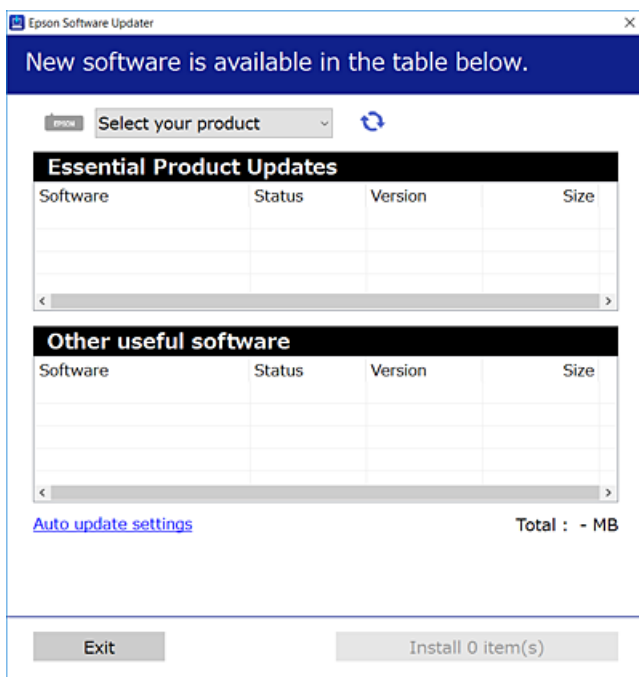 Epson Software Updater
New software is available in the table below.
EPSON Select your product
Essential Product Updates
Software Status Version Size
Other useful software
Software Status Version Size
Auto update settings Total : - MB
Exit Install 0 item(s)